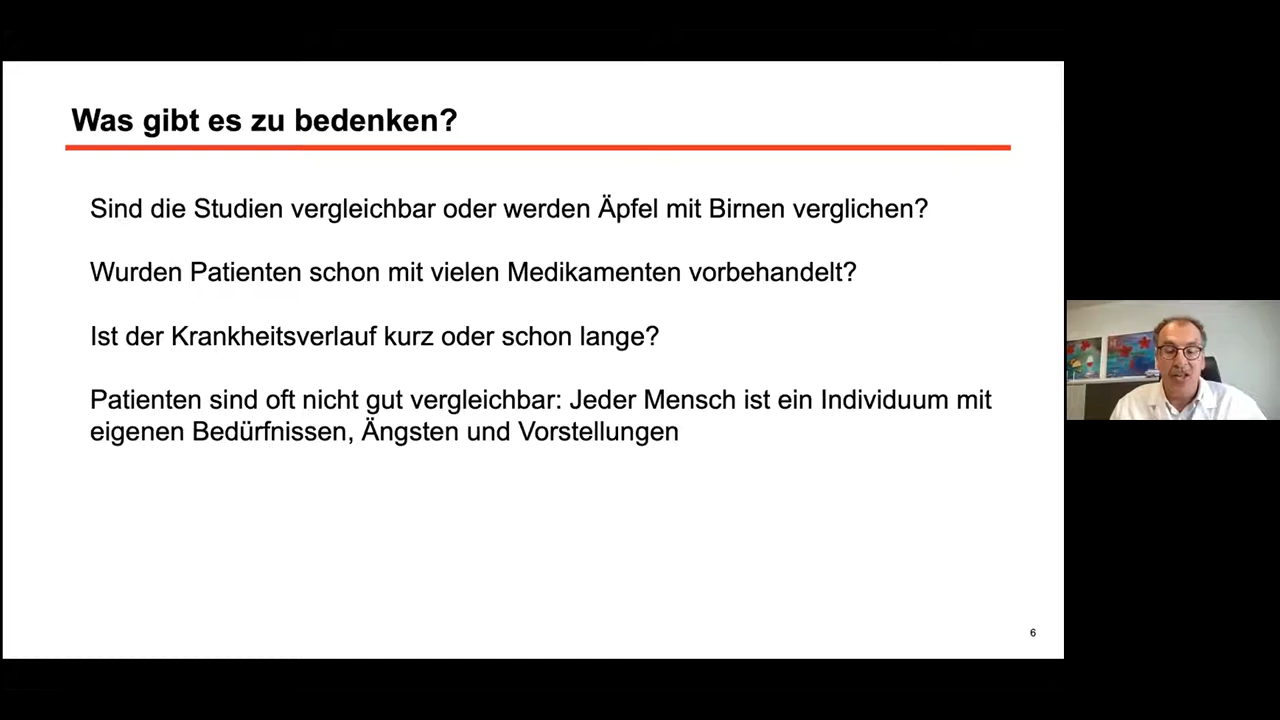 Was gibt es zu bedenken?
Sind die Studien vergleichbar oder werden Äpfel mit Birnen verglichen?
Wurden Patienten schon mit vielen Medikamenten vorbehandelt?
Ist der Krankheitsverlauf kurz oder schon lange?
Patienten sind oft nicht gut vergleichbar: Jeder Mensch ist ein Individuum mit
eigenen Bedürfnissen, Ängsten und Vorstellungen
6